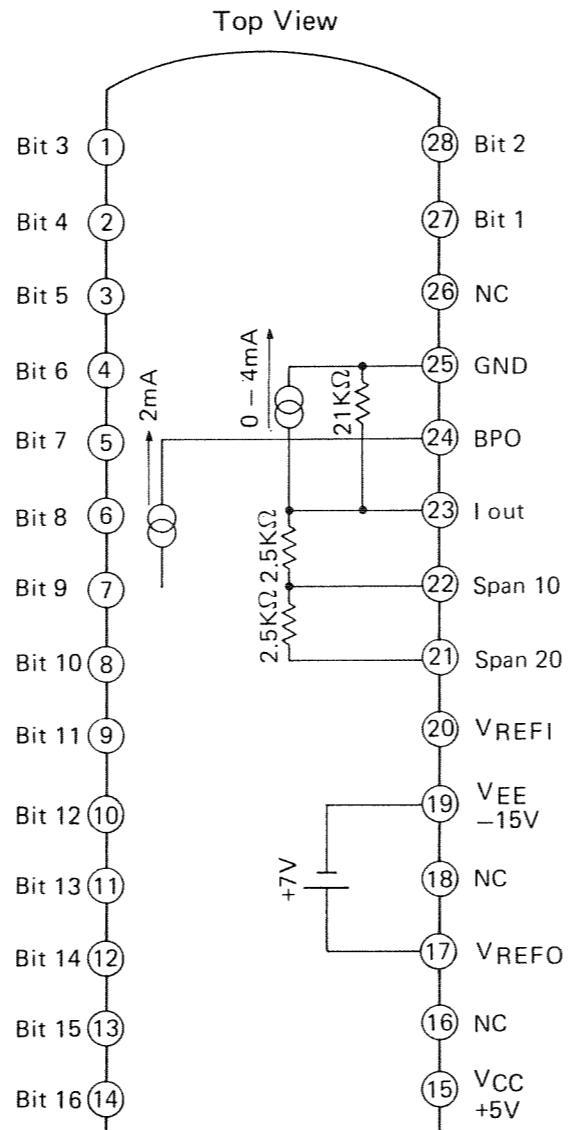 Top View
Bit 3 1
28 Bit 2
Bit 4 2
27 Bit 1
Bit 5 3
26 NC
Bit 6 4
25 GND
Bit 7 5
24 BPO
Bit 8 6
23 I out
Bit 9 7
22 Span 10
Bit 10 8
21 Span 20
Bit 11 9
20 VREFI
Bit 12 10
19 VEE
−15V
Bit 13 11
18 NC
Bit 14 12
17 VREFO
Bit 15 13
16 NC
Bit 16 14
15 VCC
+5V
2mA
0 − 4mA
21KΩ
2.5KΩ
2.5KΩ
+7V